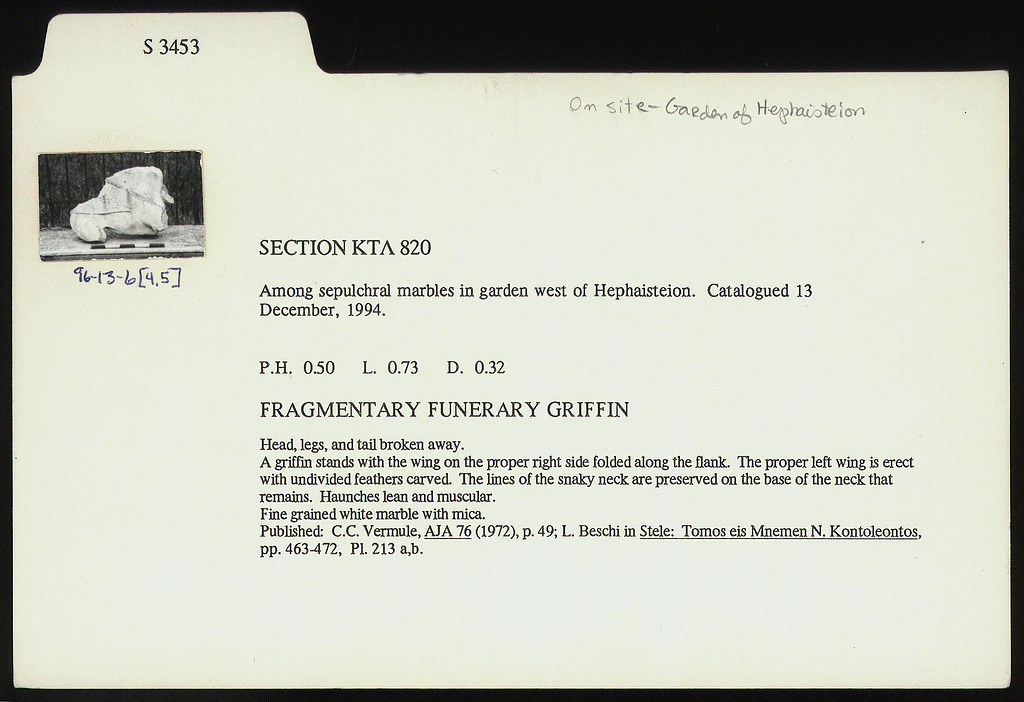 S 3453
On site - Garden of Hephaisteion
96-13-6[4,5]
SECTION ΚΤΛ 820
Among sepulchral marbles in garden west of Hephaisteion. Catalogued 13
December, 1994.
P.H. 0.50 L. 0.73 D. 0.32
FRAGMENTARY FUNERARY GRIFFIN
Head, legs, and tail broken away.
A griffin stands with the wing on the proper right side folded along the flank. The proper left wing is erect
with undivided feathers carved. The lines of the snaky neck are preserved on the base of the neck that
remains. Haunches lean and muscular.
Fine grained white marble with mica.
Published: C.C. Vermule, AJA 76 (1972), p. 49; L. Beschi in Stele: Tomos eis Mnemen N. Kontoleontos,
pp. 463-472, Pl. 213 a,b.